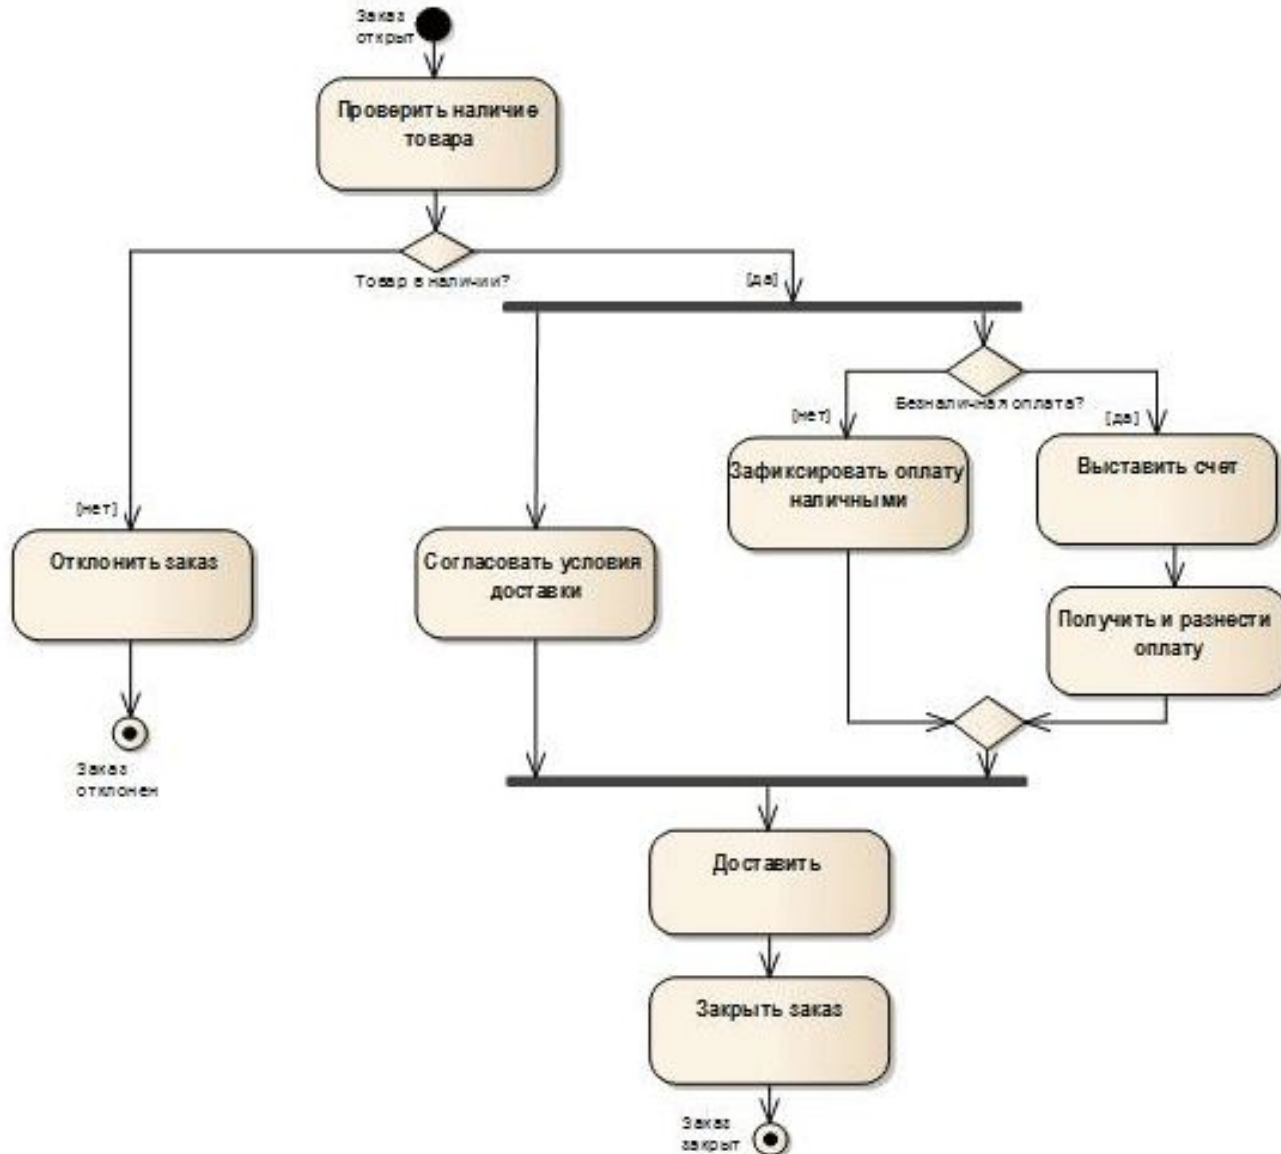 Заказ
открыт
Проверить наличие
товара
Товар в наличии?
[да]
Безналичная оплата?
[нет]
[да]
Зафиксировать оплату
наличными
Выставить счет
[нет]
Отклонить заказ
Согласовать условия
доставки
Получить и разнести
оплату
Заказ
отклонен
Доставить
Закрыть заказ
Заказ
закрыт